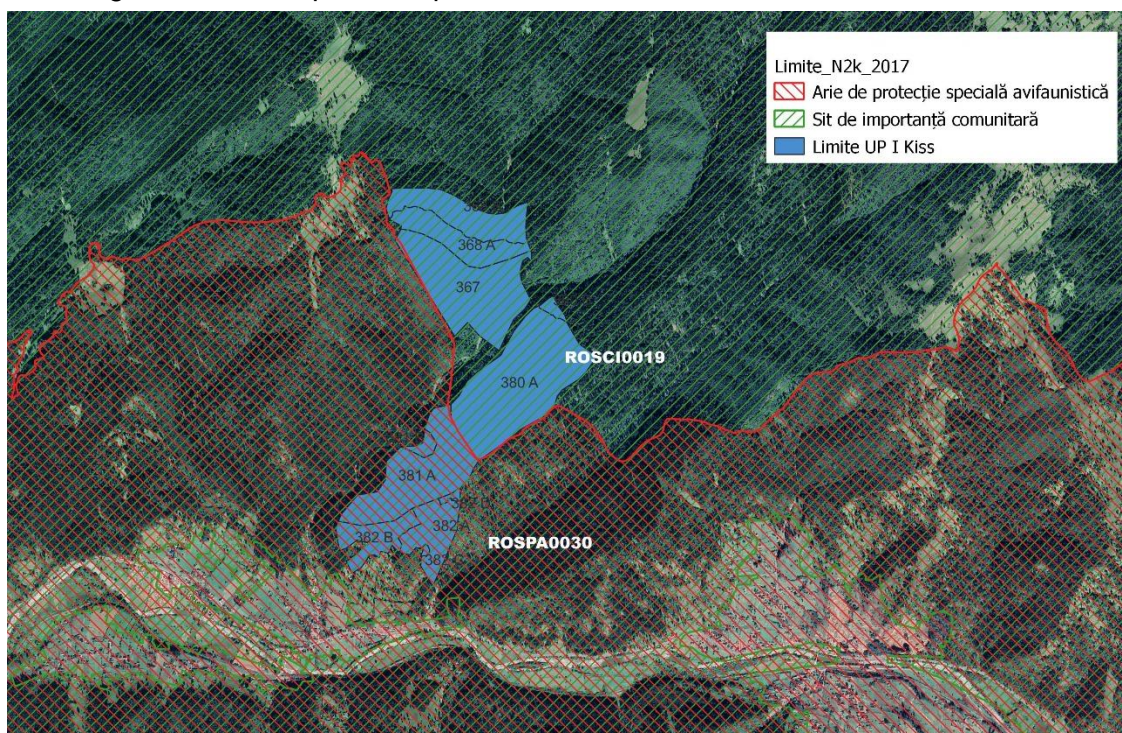 Limite_N2k_2017
Arie de protecție specială avifaunistică
Sit de importanță comunitară
Limite UP I Kiss
368 A
367
ROSCI0019
380 A
381 A
382 A
382 B
ROSPA0030